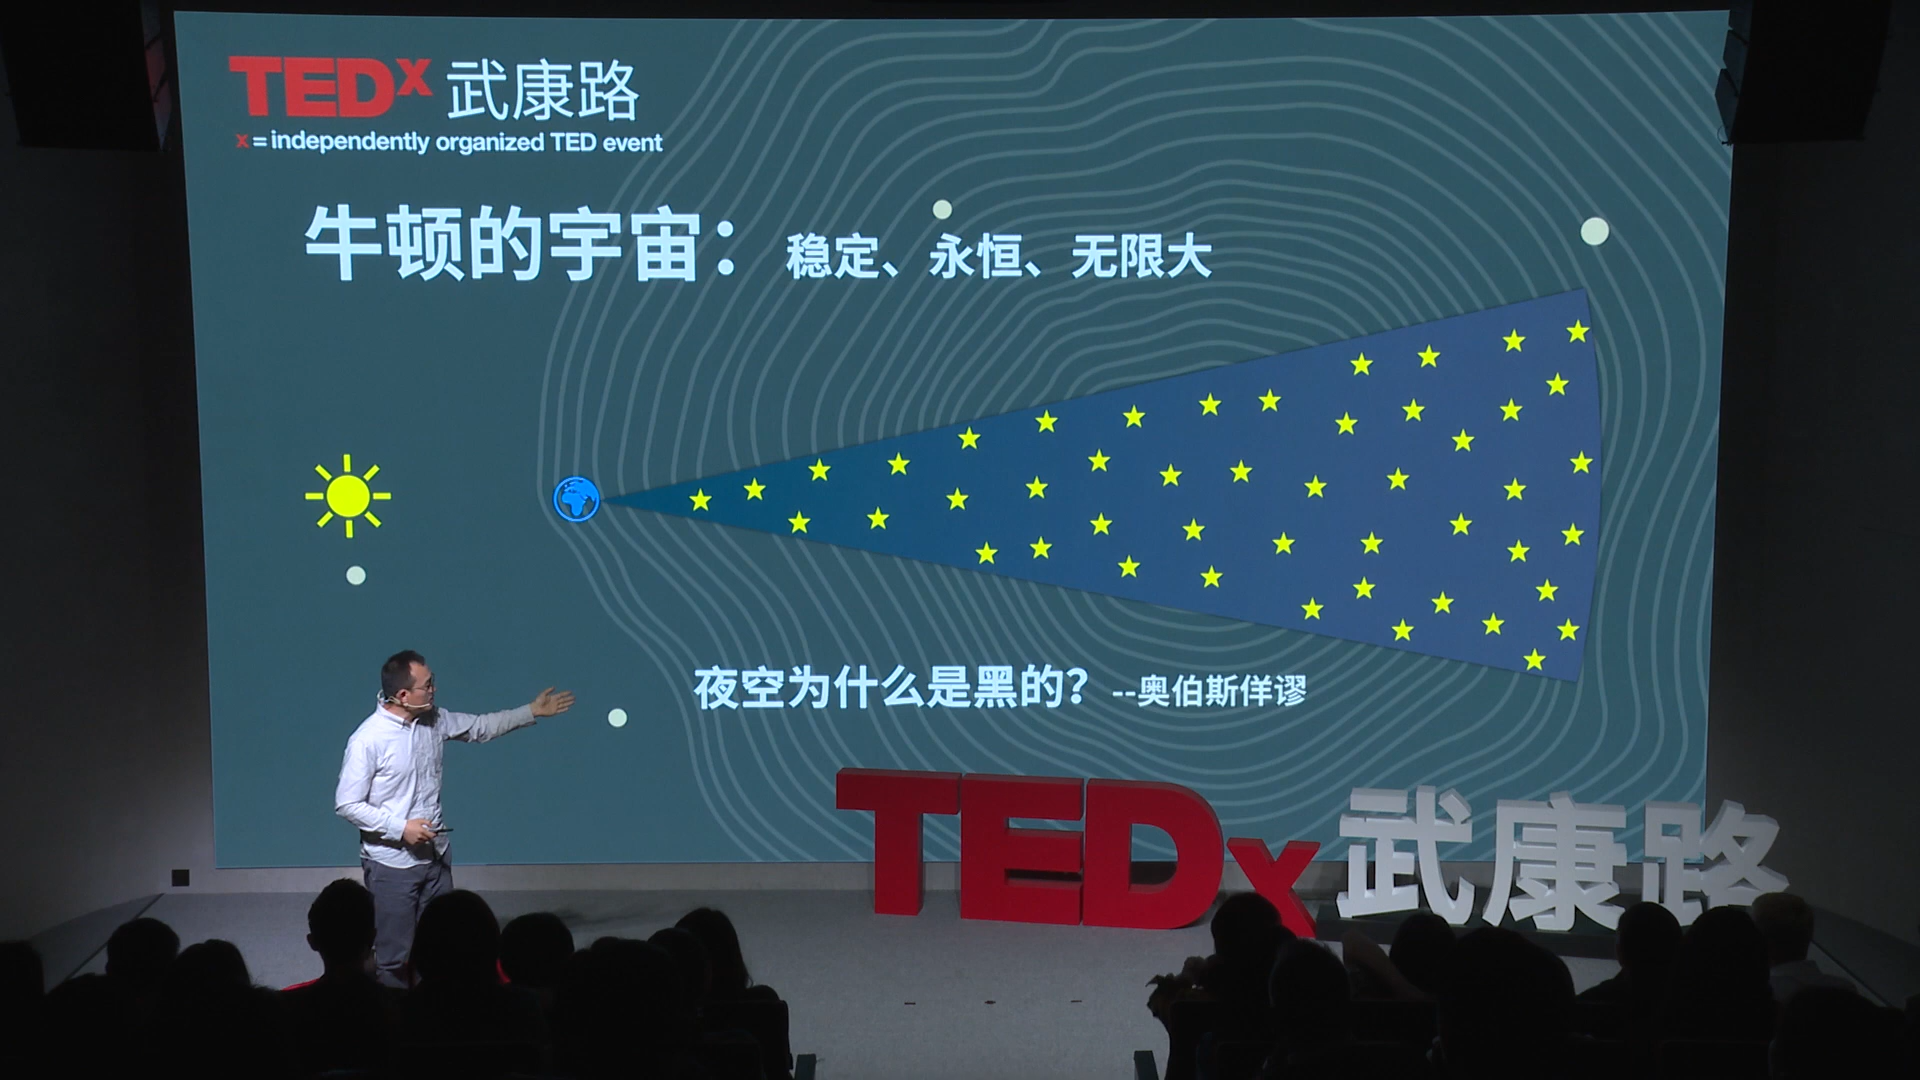 TEDx 武康路
x = independently organized TED event
牛顿的宇宙： 稳定、永恒、无限大
夜空为什么是黑的？--奥伯斯佯谬
TEDx 武康路